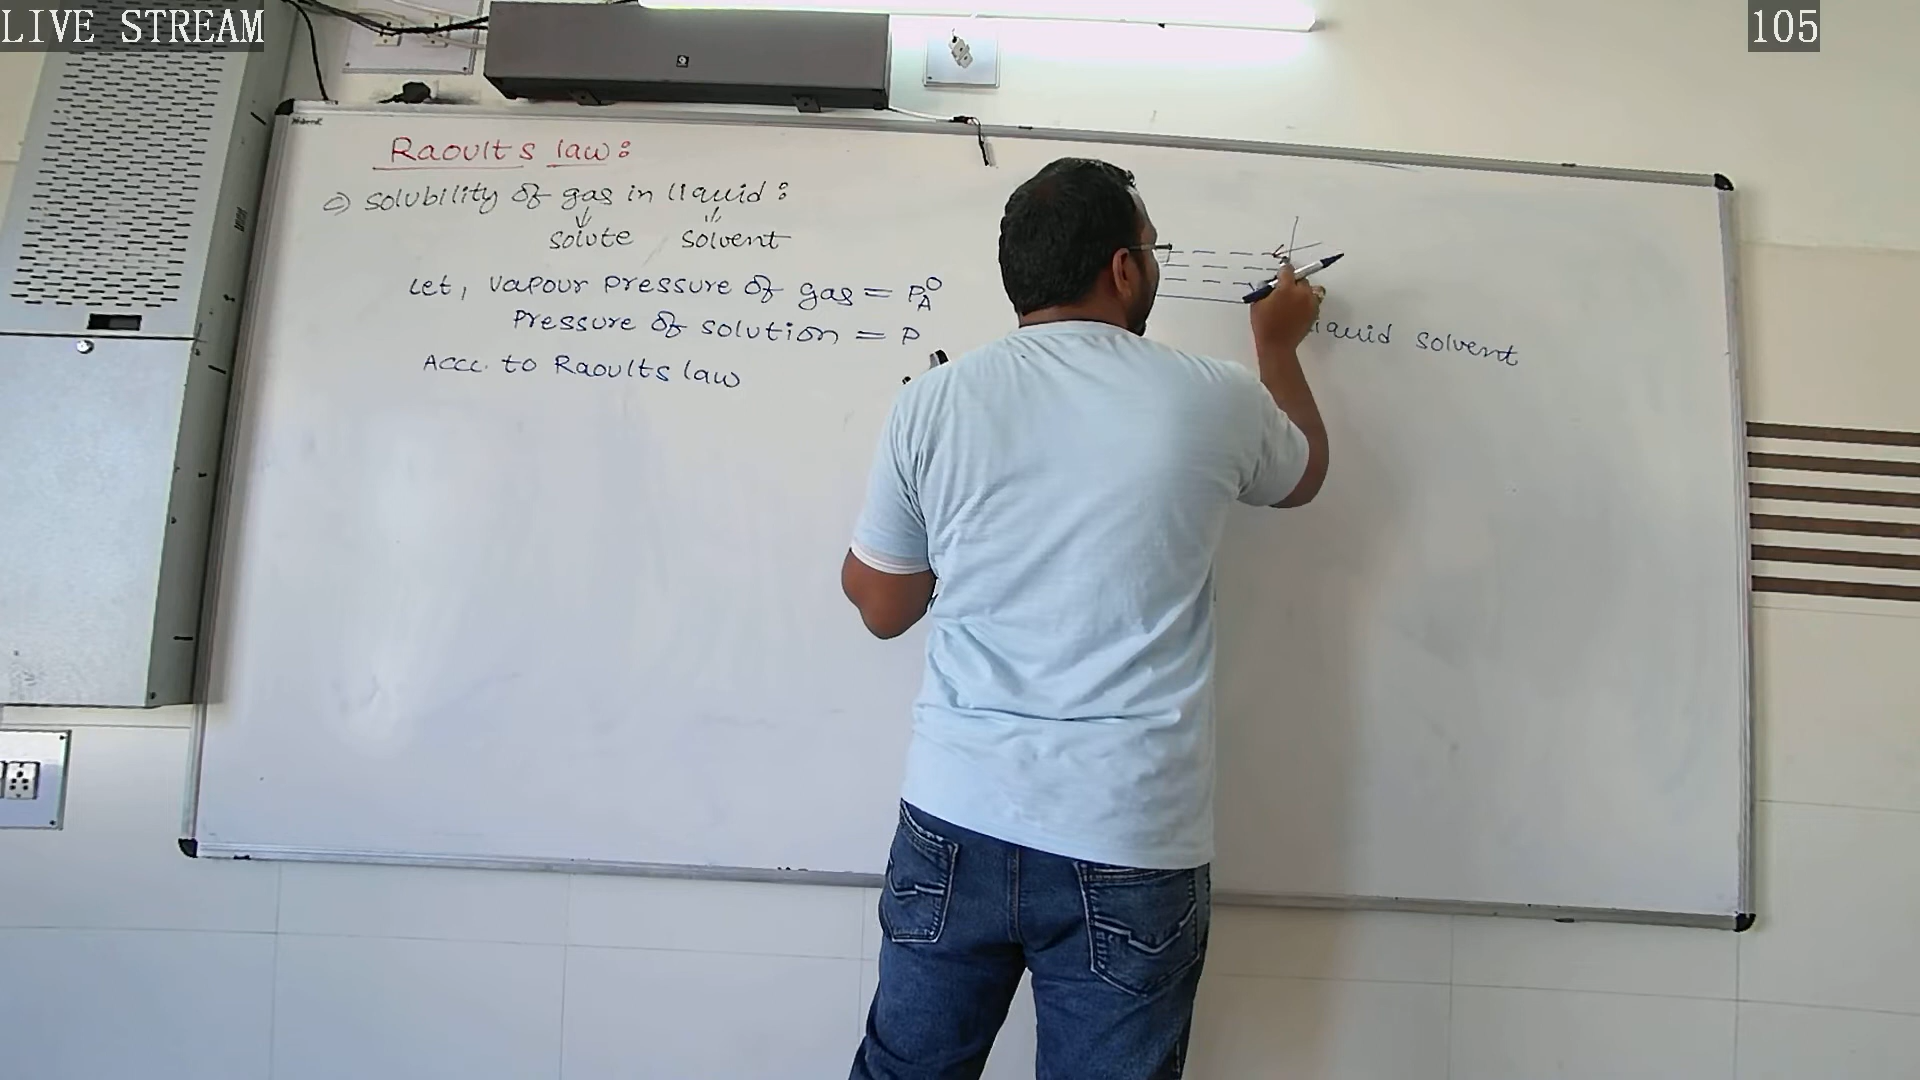 LIVE STREAM
105
Raoults law:
⇒ solubility of gas in liquid:
solute solvent
Let, vapour pressure of gas = P°A
Pressure of solution = P
Acc. to Raoults law
liquid solvent